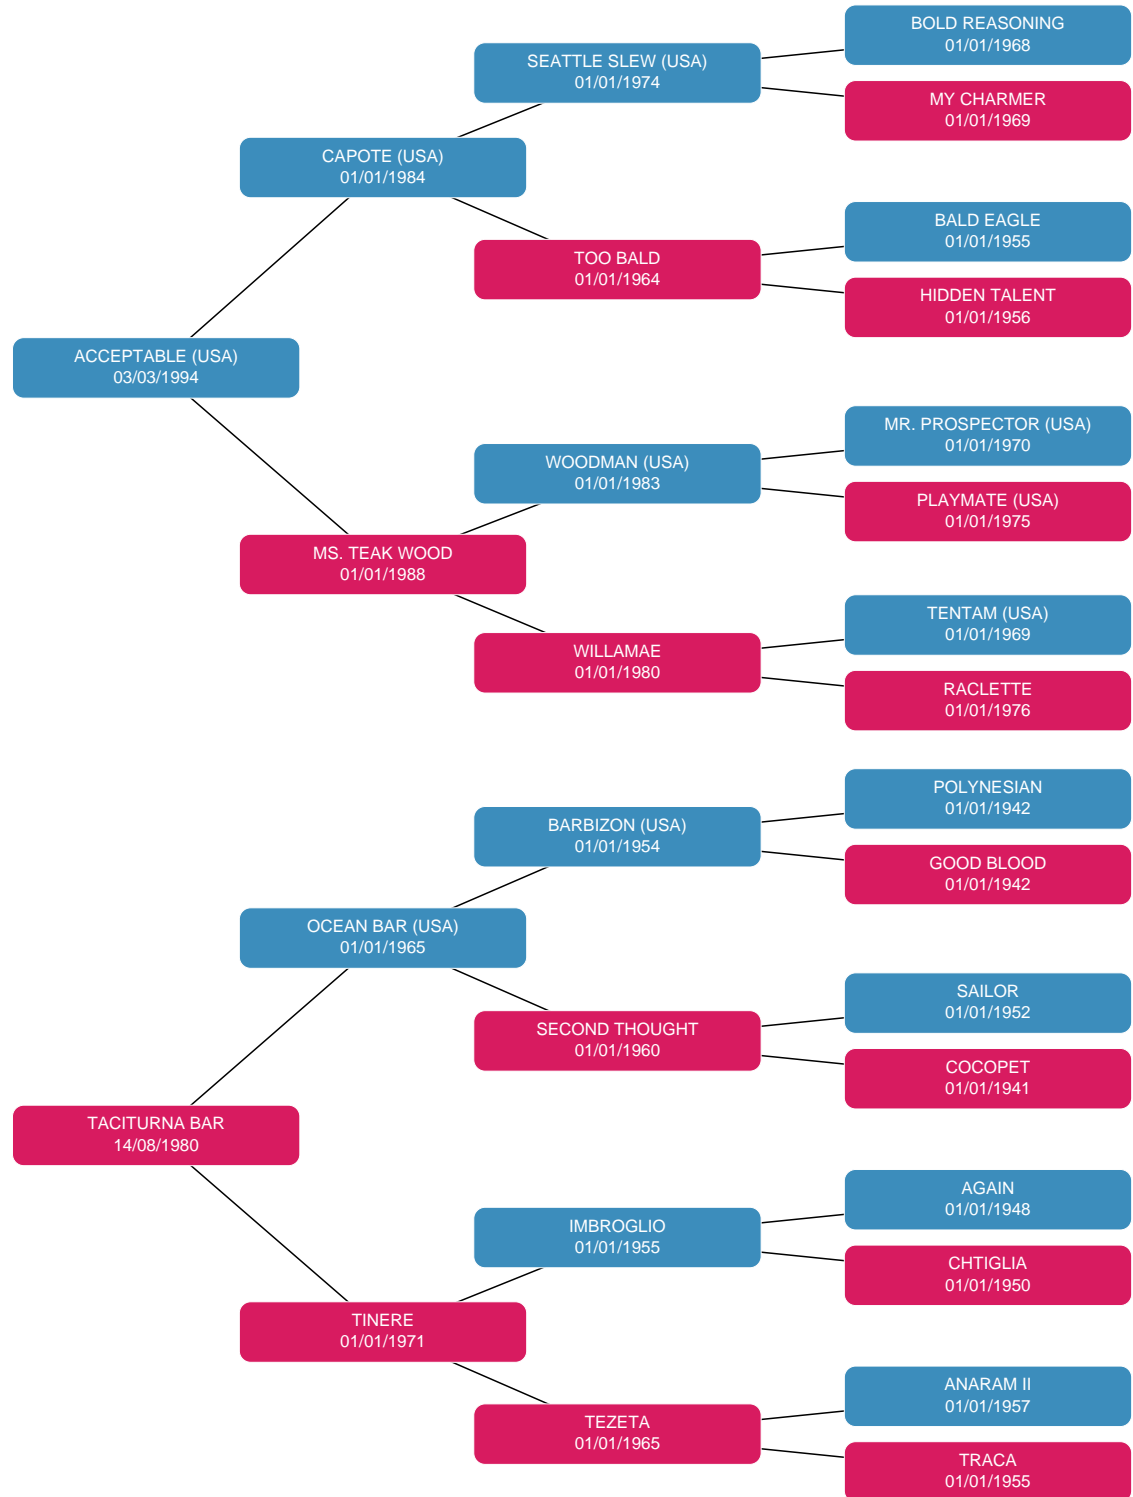 BOLD REASONING
01/01/1968
SEATTLE SLEW (USA)
01/01/1974
MY CHARMER
01/01/1969
CAPOTE (USA)
01/01/1984
BALD EAGLE
01/01/1955
TOO BALD
01/01/1964
HIDDEN TALENT
01/01/1956
ACCEPTABLE (USA)
03/03/1994
MR. PROSPECTOR (USA)
01/01/1970
WOODMAN (USA)
01/01/1983
PLAYMATE (USA)
01/01/1975
MS. TEAK WOOD
01/01/1988
TENTAM (USA)
01/01/1969
WILLAMAE
01/01/1980
RACLETTE
01/01/1976
POLYNESIAN
01/01/1942
BARBIZON (USA)
01/01/1954
GOOD BLOOD
01/01/1942
OCEAN BAR (USA)
01/01/1965
SAILOR
01/01/1952
SECOND THOUGHT
01/01/1960
COCOPET
01/01/1941
TACITURNA BAR
14/08/1980
AGAIN
01/01/1948
IMBROGLIO
01/01/1955
CHTIGLIA
01/01/1950
TINERE
01/01/1971
ANARAM II
01/01/1957
TEZETA
01/01/1965
TRACA
01/01/1955